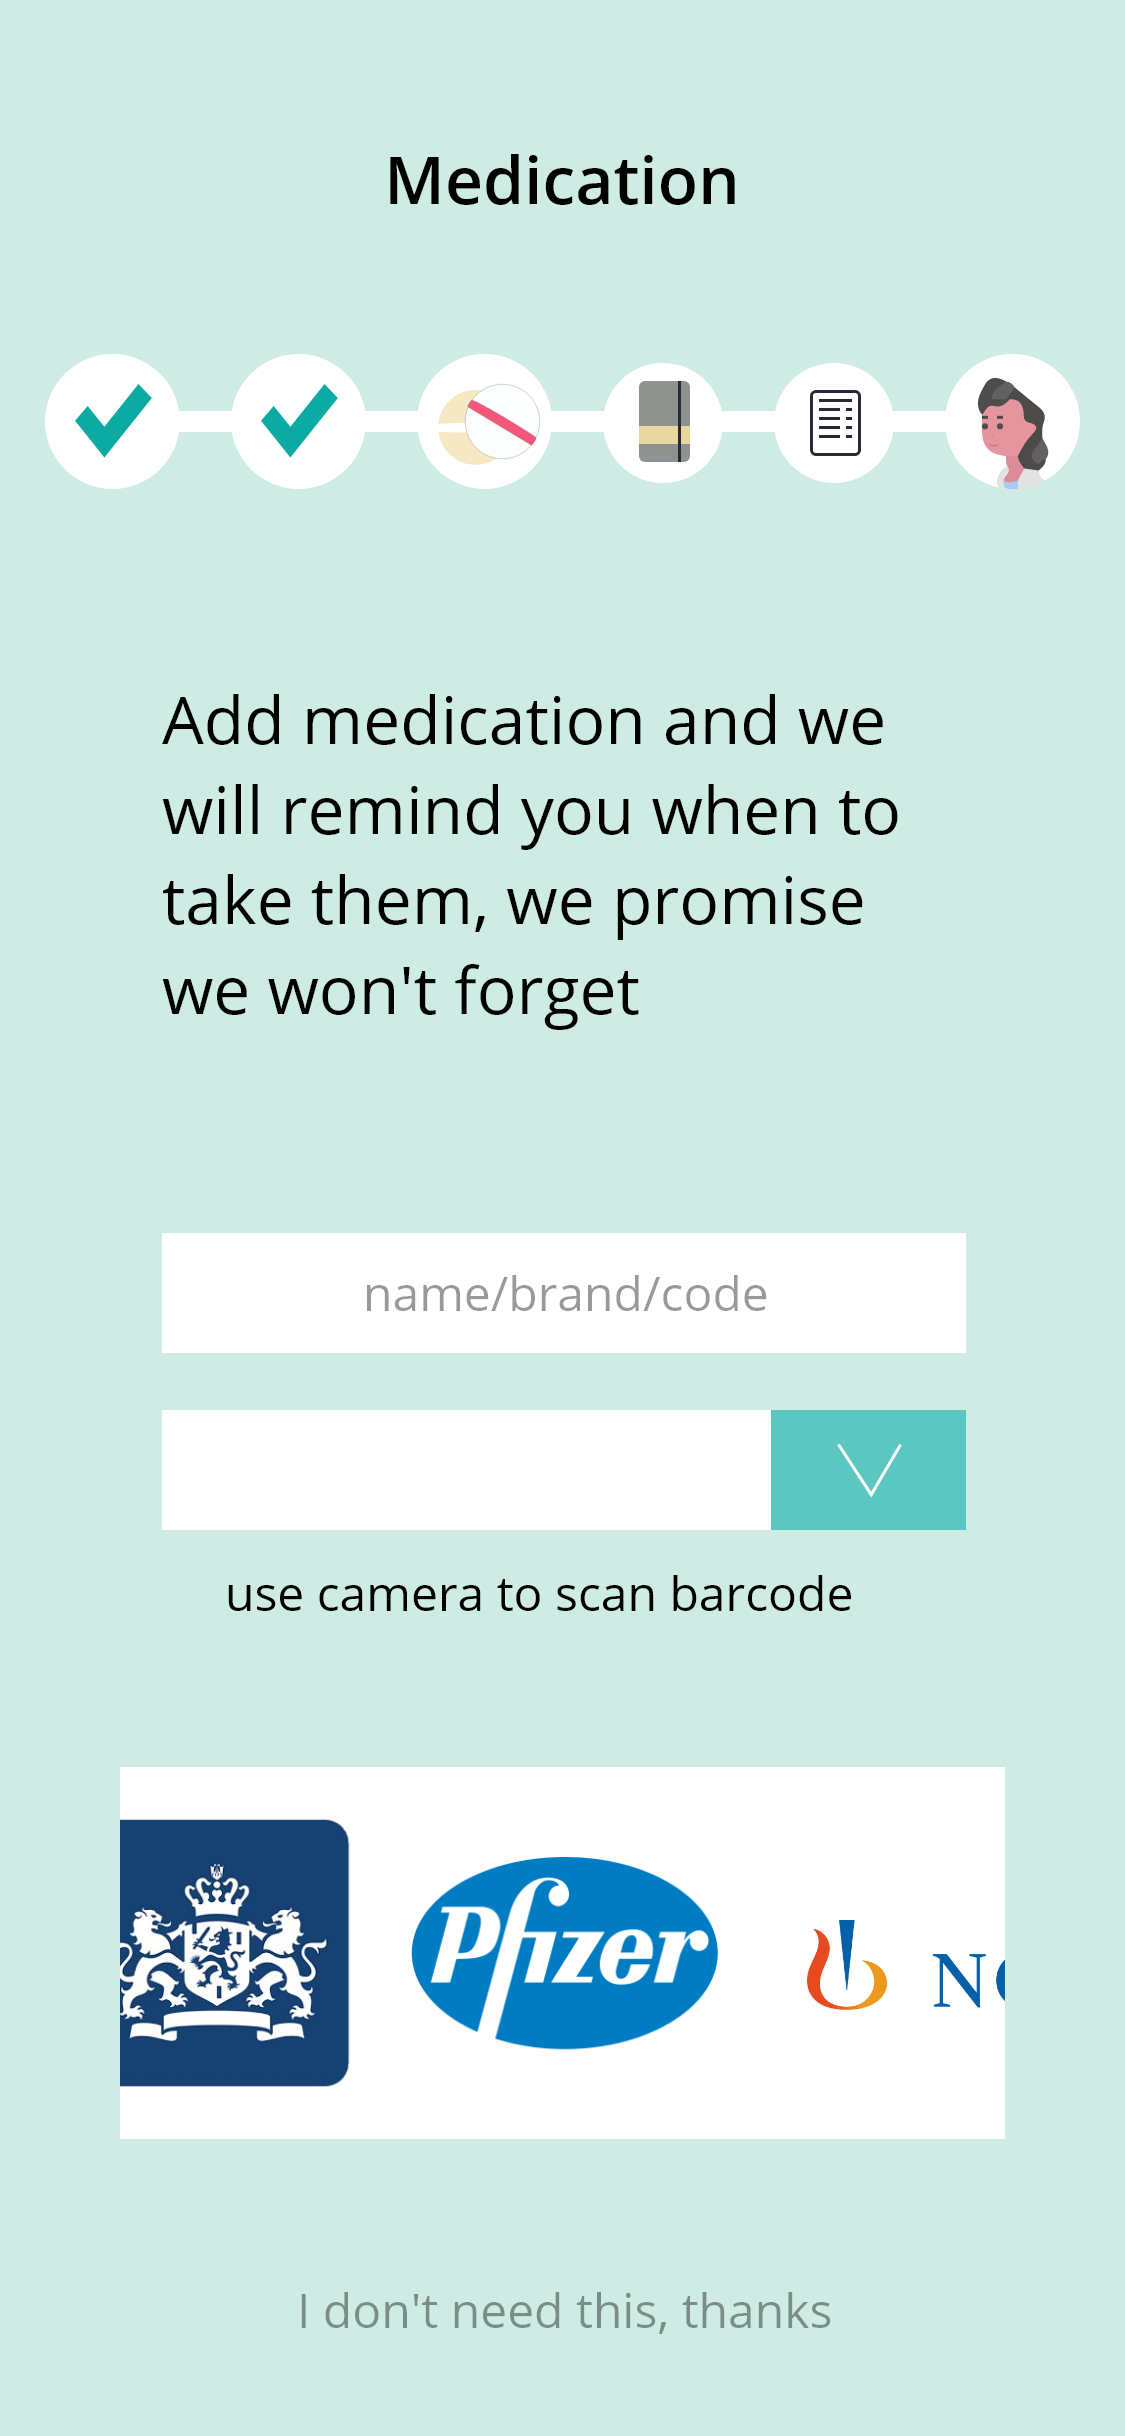 Medication
Add medication and we
will remind you when to
take them, we promise
we won't forget
name/brand/code
use camera to scan barcode
Pfizer
I don't need this, thanks